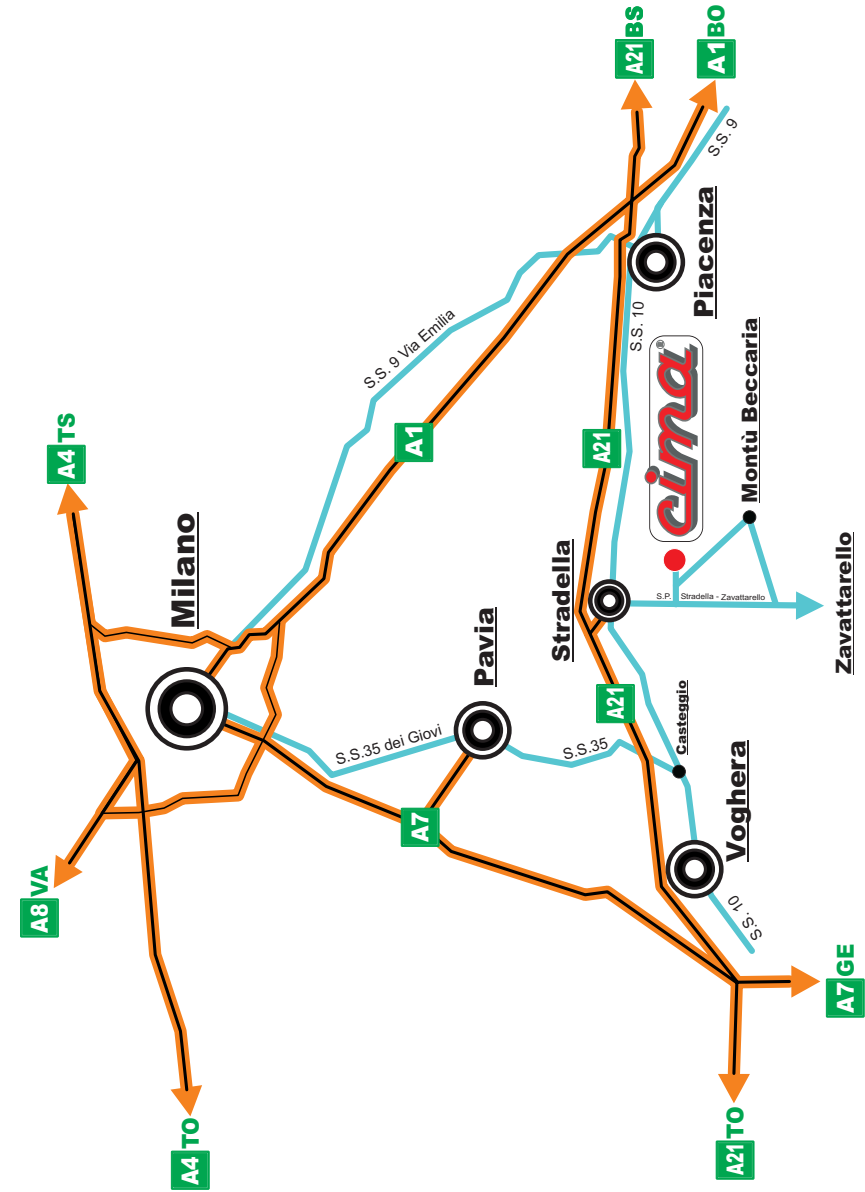 A4 TS
A8 VA
A4 TO
Milano
S.S. 9 Via Emilia
A1
S.S.35 dei Giovi
A7
Pavia
S.S.35
A21 BS
A1 BO
S.S. 9
Piacenza
S.S. 10
A21
cima®
Stradella
S.P. Stradella - Zavattarello
Montù Beccaria
Zavattarello
A21
Casteggio
Voghera
S.S. 10
A21 TO
A7 GE